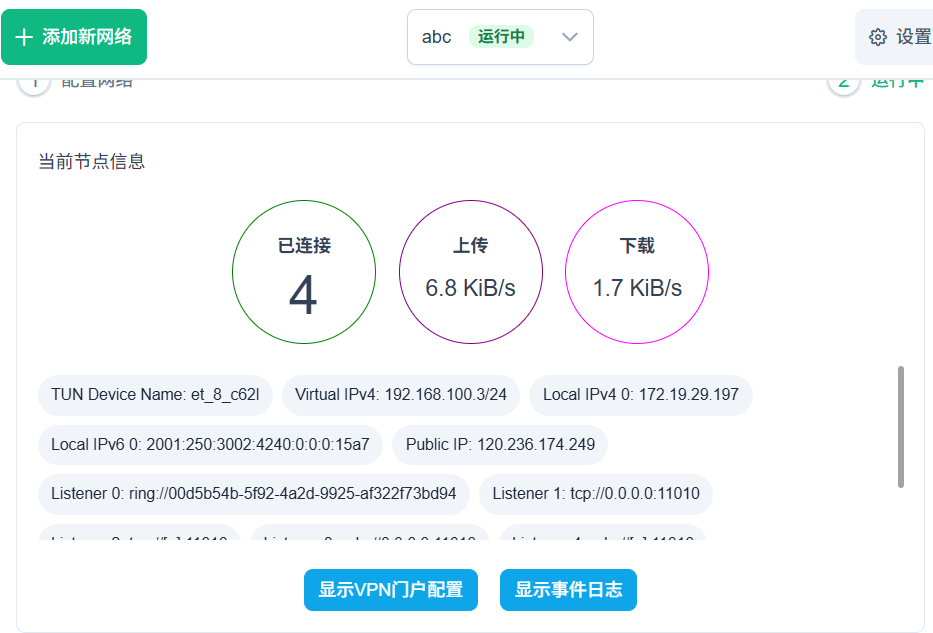 添加新网络
abc 运行中
设置
1 配置网络
2 运行中
当前节点信息
已连接
4
上传
6.8 KiB/s
下载
1.7 KiB/s
TUN Device Name: et_8_c62l
Virtual IPv4: 192.168.100.3/24
Local IPv4 0: 172.19.29.197
Local IPv6 0: 2001:250:3002:4240:0:0:0:15a7
Public IP: 120.236.174.249
Listener 0: ring://00d5b54b-5f92-4a2d-9925-af322f73bd94
Listener 1: tcp://0.0.0.0:11010
显示VPN门户配置
显示事件日志